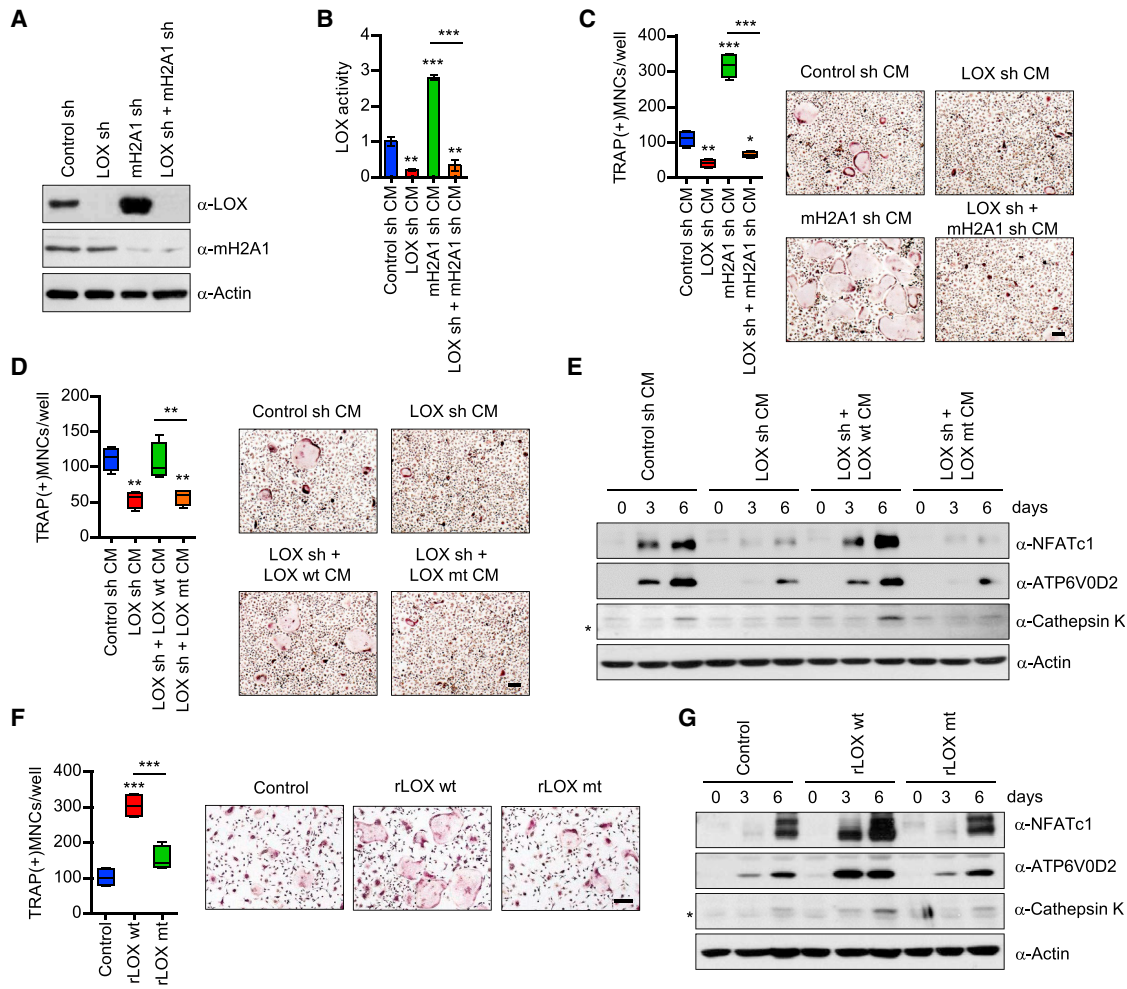 A
Control sh
LOX sh
mH2A1 sh
LOX sh + mH2A1 sh
α-LOX
α-mH2A1
α-Actin
B
LOX activity
4
3
2
1
0
***
**
***
**
Control sh CM
LOX sh CM
mH2A1 sh CM
LOX sh + mH2A1 sh CM
C
TRAP(+)MNCs/well
400
300
200
100
0
***
***
**
*
Control sh CM
LOX sh CM
mH2A1 sh CM
LOX sh + mH2A1 sh CM
Control sh CM
LOX sh CM
mH2A1 sh CM
LOX sh +
mH2A1 sh CM
D
TRAP(+)MNCs/well
200
150
100
50
0
**
**
**
Control sh CM
LOX sh CM
LOX sh + LOX wt CM
LOX sh + LOX mt CM
Control sh CM
LOX sh CM
LOX sh +
LOX wt CM
LOX sh +
LOX mt CM
E
Control sh CM
LOX sh CM
LOX sh +
LOX wt CM
LOX sh +
LOX mt CM
0 3 6 0 3 6 0 3 6 0 3 6 days
α-NFATc1
α-ATP6V0D2
α-Cathepsin K
*
α-Actin
F
TRAP(+)MNCs/well
400
300
200
100
0
***
***
Control
rLOX wt
rLOX mt
Control
rLOX wt
rLOX mt
G
Control
rLOX wt
rLOX mt
0 3 6 0 3 6 0 3 6 days
α-NFATc1
α-ATP6V0D2
α-Cathepsin K
*
α-Actin